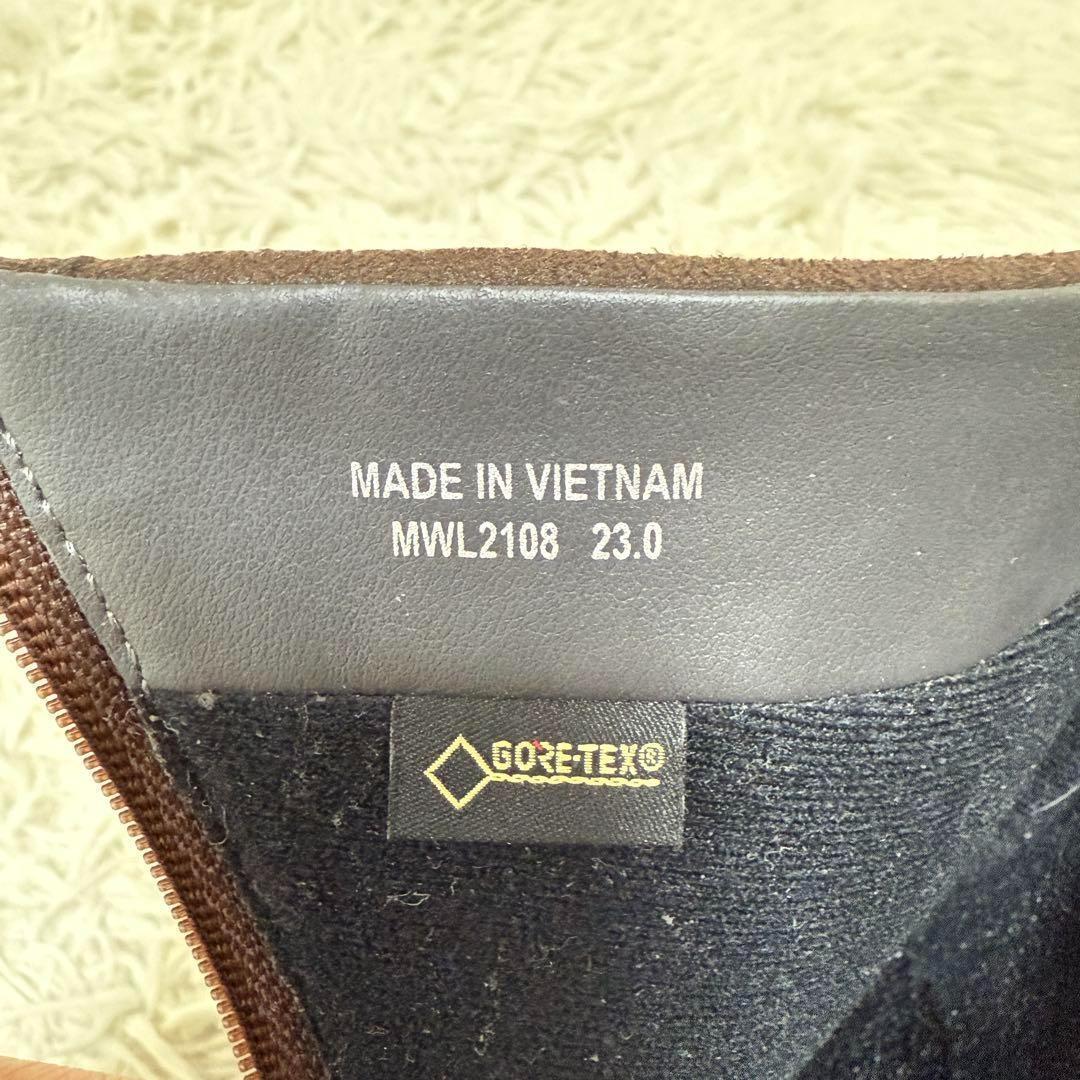 MADE IN VIETNAM
MWL2108 23.0
GORE-TEX®